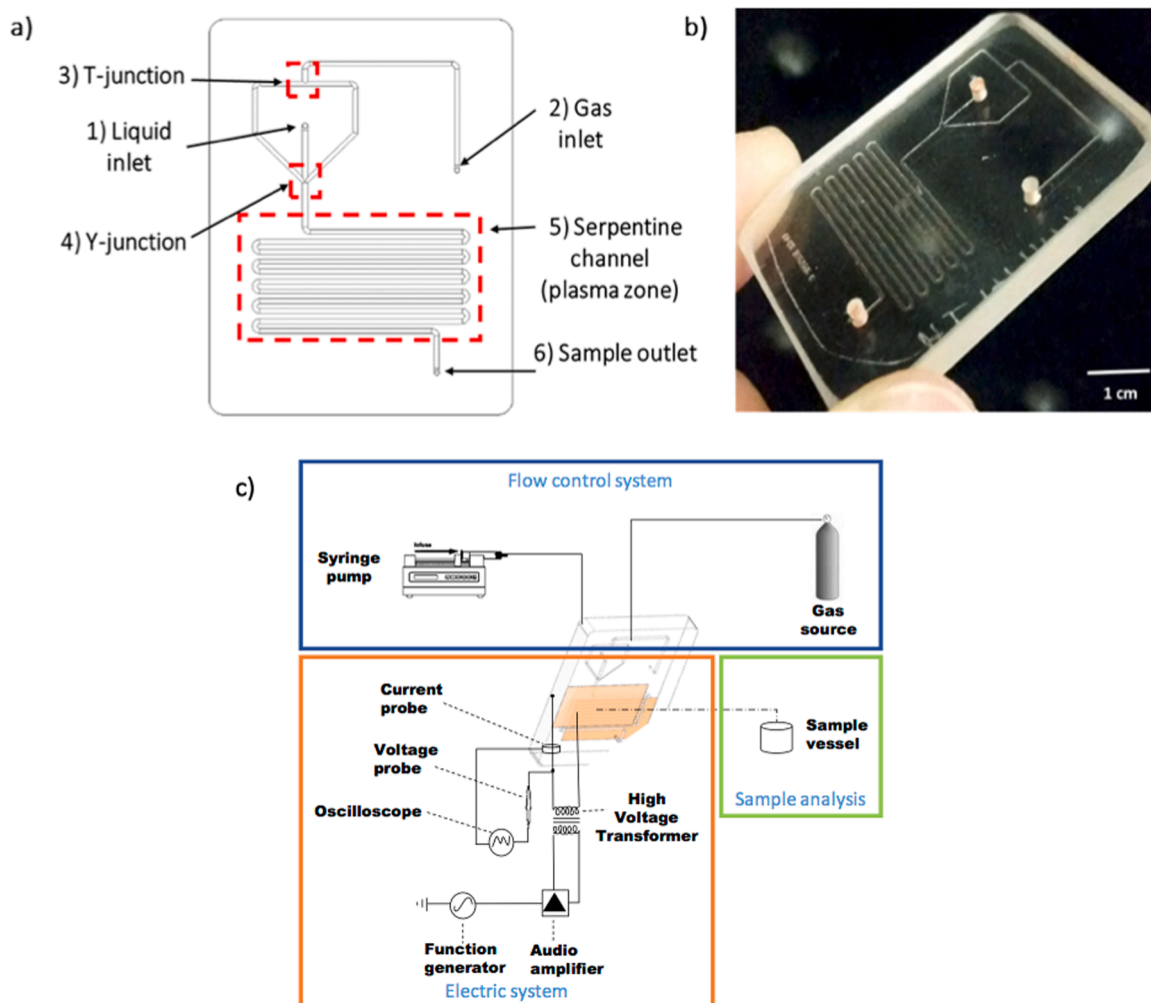 a)
3) T-junction
1) Liquid
inlet
2) Gas
inlet
4) Y-junction
5) Serpentine
channel
(plasma zone)
6) Sample outlet
b)
1 cm
c)
Flow control system
Syringe
pump
Gas
source
Current
probe
Voltage
probe
Oscilloscope
High
Voltage
Transformer
Sample
vessel
Sample analysis
Function
generator
Audio
amplifier
Electric system